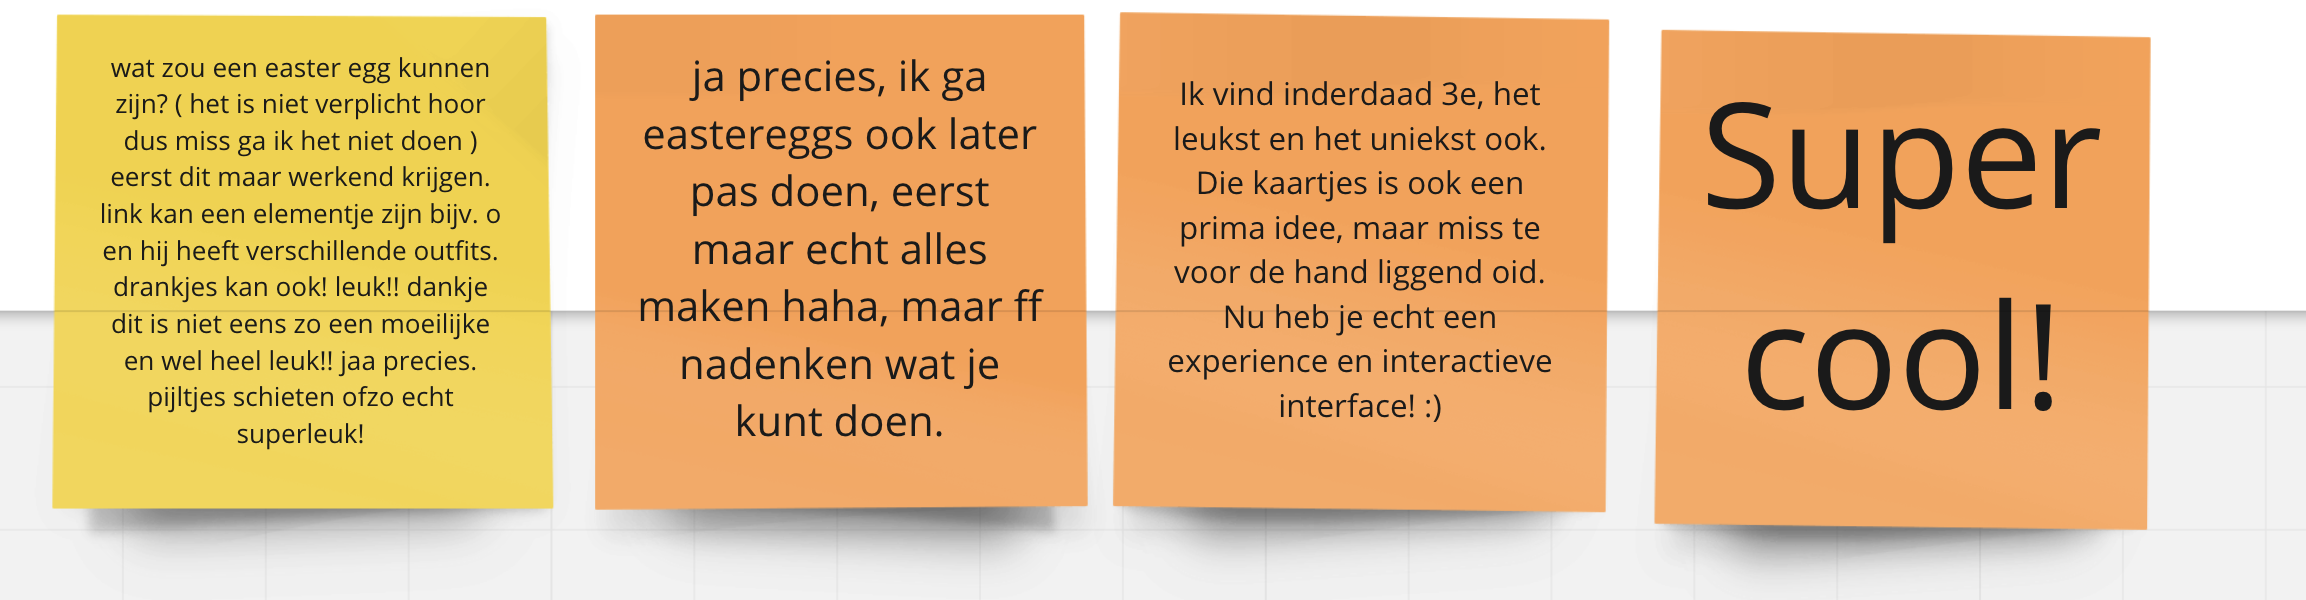 wat zou een easter egg kunnen
zijn? ( het is niet verplicht hoor
dus miss ga ik het niet doen )
eerst dit maar werkend krijgen.
link kan een elementje zijn bijv. o
en hij heeft verschillende outfits.
drankjes kan ook! leuk!! dankje
dit is niet eens zo een moeilijke
en wel heel leuk!! jaa precies.
pijltjes schieten ofzo echt
superleuk!
ja precies, ik ga
eastereggs ook later
pas doen, eerst
maar echt alles
maken haha, maar ff
nadenken wat je
kunt doen.
Ik vind inderdaad 3e, het
leukst en het uniekst ook.
Die kaartjes is ook een
prima idee, maar miss te
voor de hand liggend oid.
Nu heb je echt een
experience en interactieve
interface! :)
Super
cool!